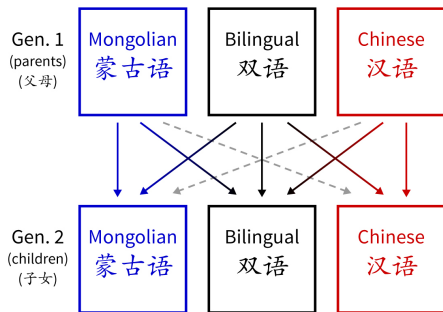 Gen. 1
(parents)
(父母)
Mongolian
蒙古语
Bilingual
双语
Chinese
汉语
Gen. 2
(children)
(子女)
Mongolian
蒙古语
Bilingual
双语
Chinese
汉语